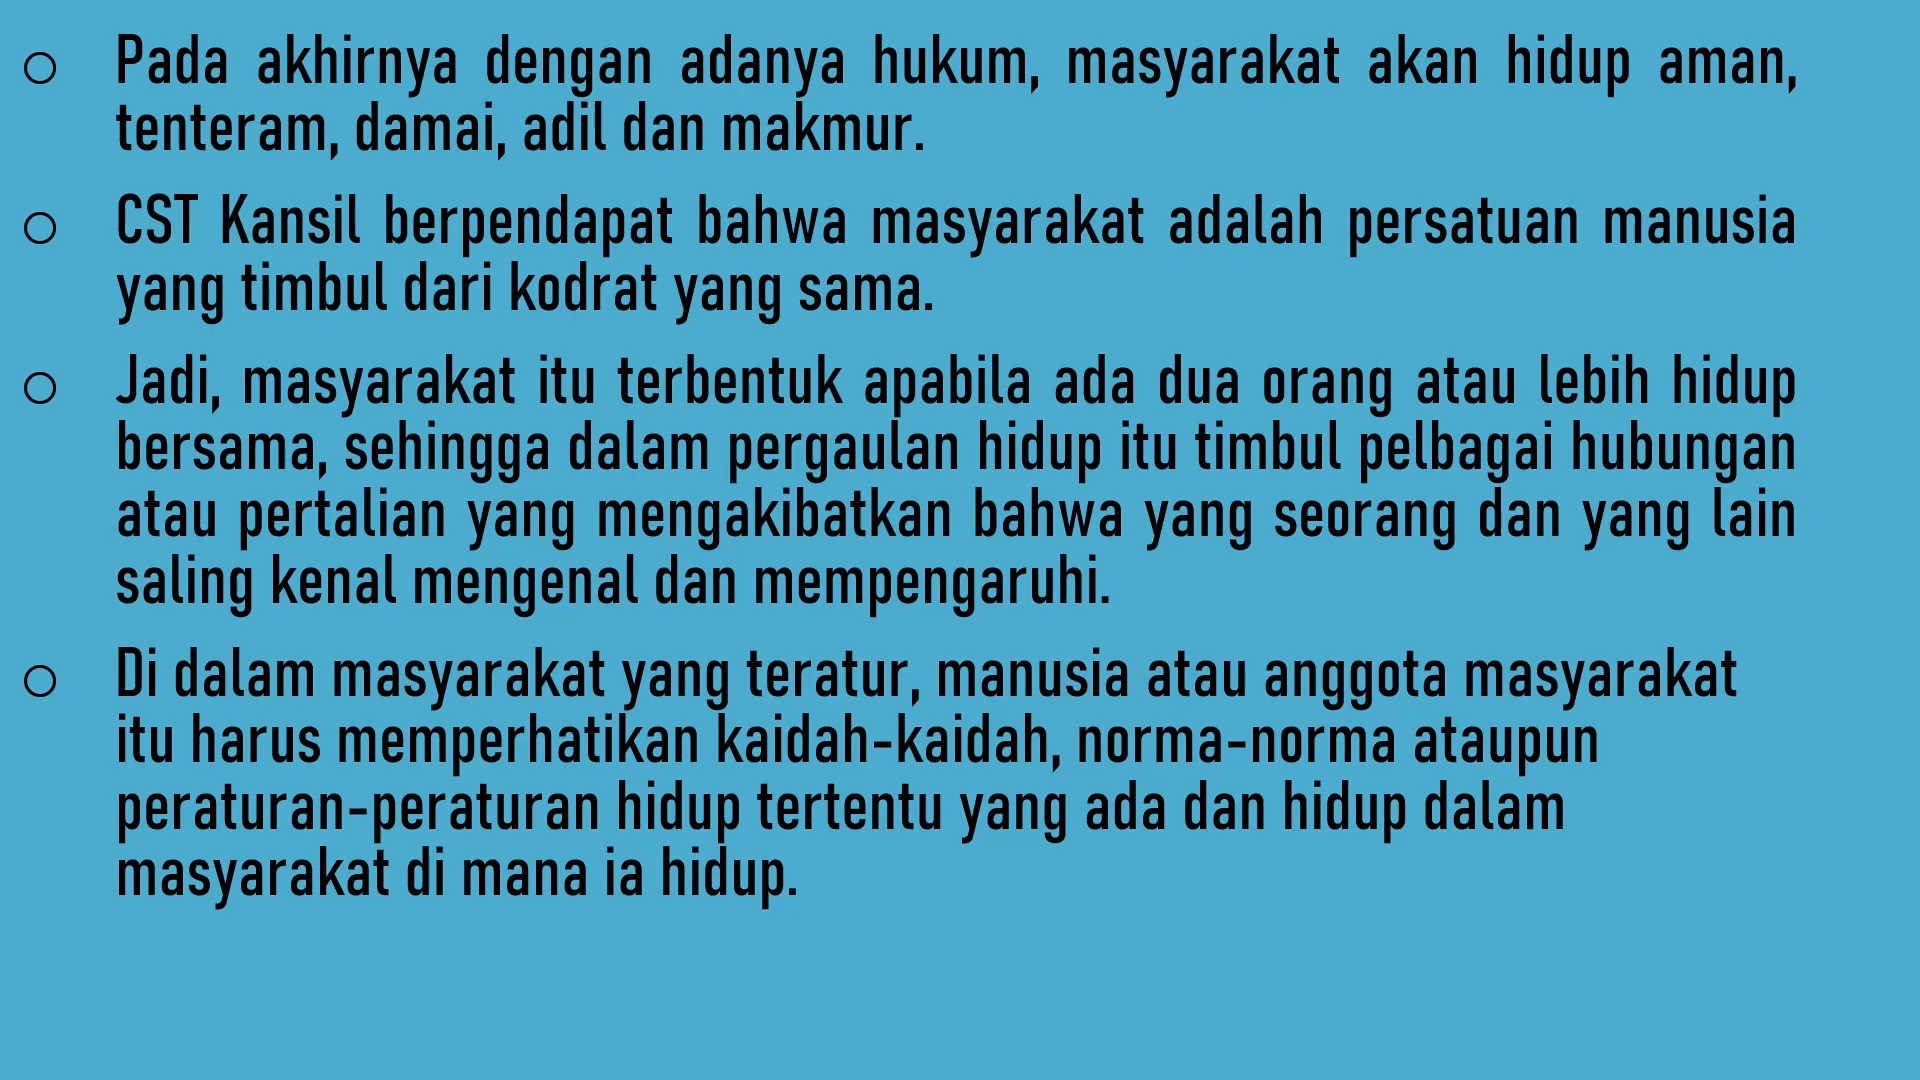 ○ Pada akhirnya dengan adanya hukum, masyarakat akan hidup aman,
tenteram, damai, adil dan makmur.
○ CST Kansil berpendapat bahwa masyarakat adalah persatuan manusia
yang timbul dari kodrat yang sama.
○ Jadi, masyarakat itu terbentuk apabila ada dua orang atau lebih hidup
bersama, sehingga dalam pergaulan hidup itu timbul pelbagai hubungan
atau pertalian yang mengakibatkan bahwa yang seorang dan yang lain
saling kenal mengenal dan mempengaruhi.
○ Di dalam masyarakat yang teratur, manusia atau anggota masyarakat
itu harus memperhatikan kaidah-kaidah, norma-norma ataupun
peraturan-peraturan hidup tertentu yang ada dan hidup dalam
masyarakat di mana ia hidup.